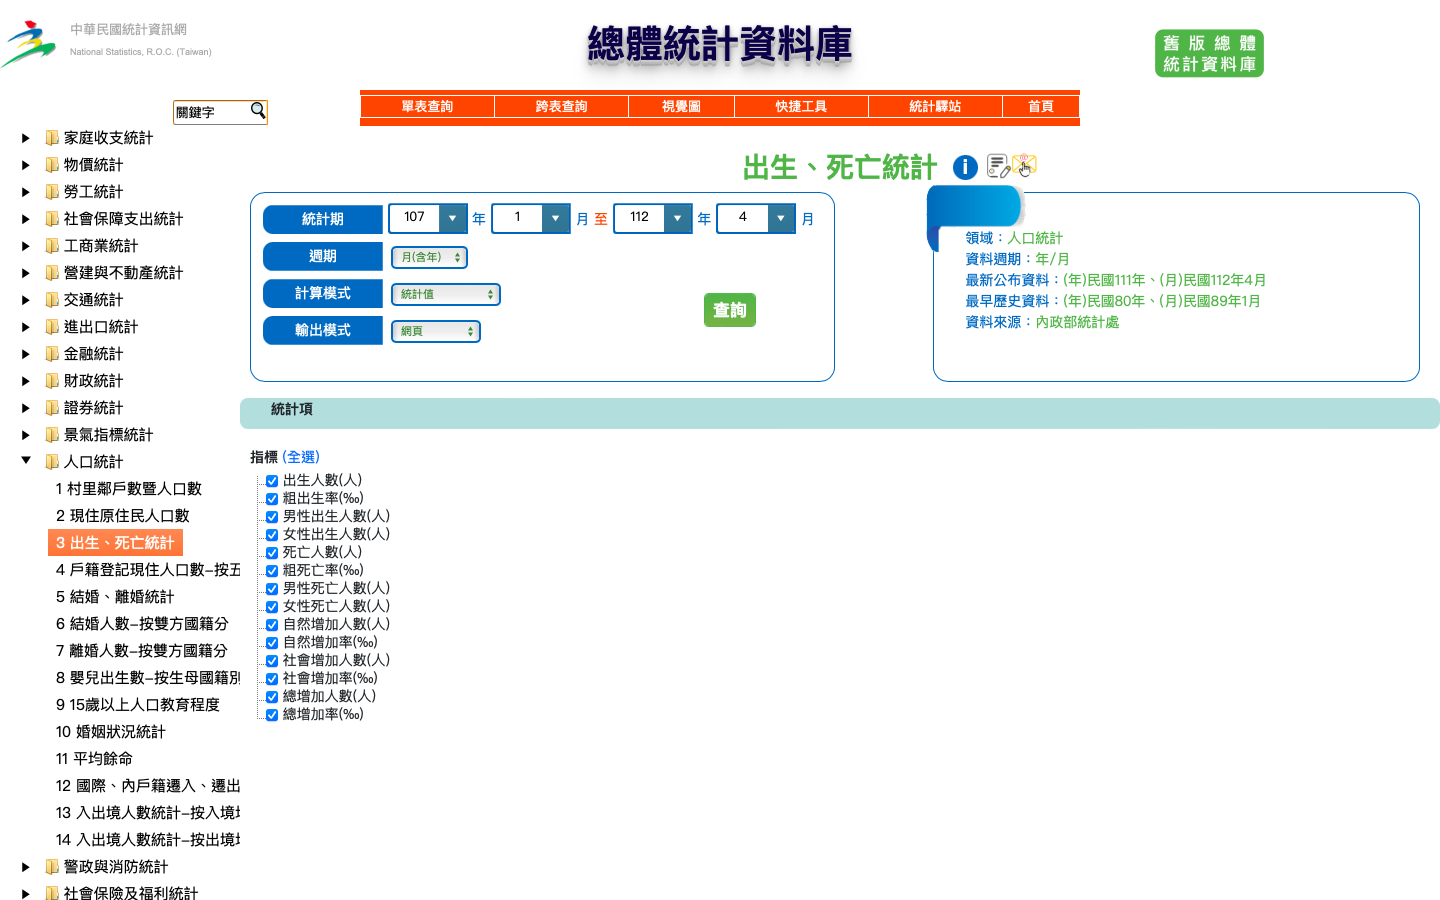 中華民國統計資訊網
National Statistics, R.O.C. (Taiwan)
總體統計資料庫
舊版總體
統計資料庫
單表查詢 跨表查詢 視覺圖 快捷工具 統計驛站 首頁
關鍵字
家庭收支統計
物價統計
勞工統計
社會保障支出統計
工商業統計
營建與不動產統計
交通統計
進出口統計
金融統計
財政統計
證券統計
景氣指標統計
人口統計
1 村里鄰戶數暨人口數
2 現住原住民人口數
3 出生、死亡統計
4 戶籍登記現住人口數–按五
5 結婚、離婚統計
6 結婚人數–按雙方國籍分
7 離婚人數–按雙方國籍分
8 嬰兒出生數–按生母國籍別
9 15歲以上人口教育程度
10 婚姻狀況統計
11 平均餘命
12 國際、內戶籍遷入、遷出
13 入出境人數統計–按入境
14 入出境人數統計–按出境
警政與消防統計
社會保險及福利統計
出生、死亡統計
統計期 107 年 1 月 至 112 年 4 月
週期 月(含年)
計算模式 統計值
輸出模式 網頁
查詢
領域：人口統計
資料週期：年/月
最新公布資料：(年)民國111年、(月)民國112年4月
最早歷史資料：(年)民國80年、(月)民國89年1月
資料來源：內政部統計處
統計項
指標 (全選)
出生人數(人)
粗出生率(‰)
男性出生人數(人)
女性出生人數(人)
死亡人數(人)
粗死亡率(‰)
男性死亡人數(人)
女性死亡人數(人)
自然增加人數(人)
自然增加率(‰)
社會增加人數(人)
社會增加率(‰)
總增加人數(人)
總增加率(‰)